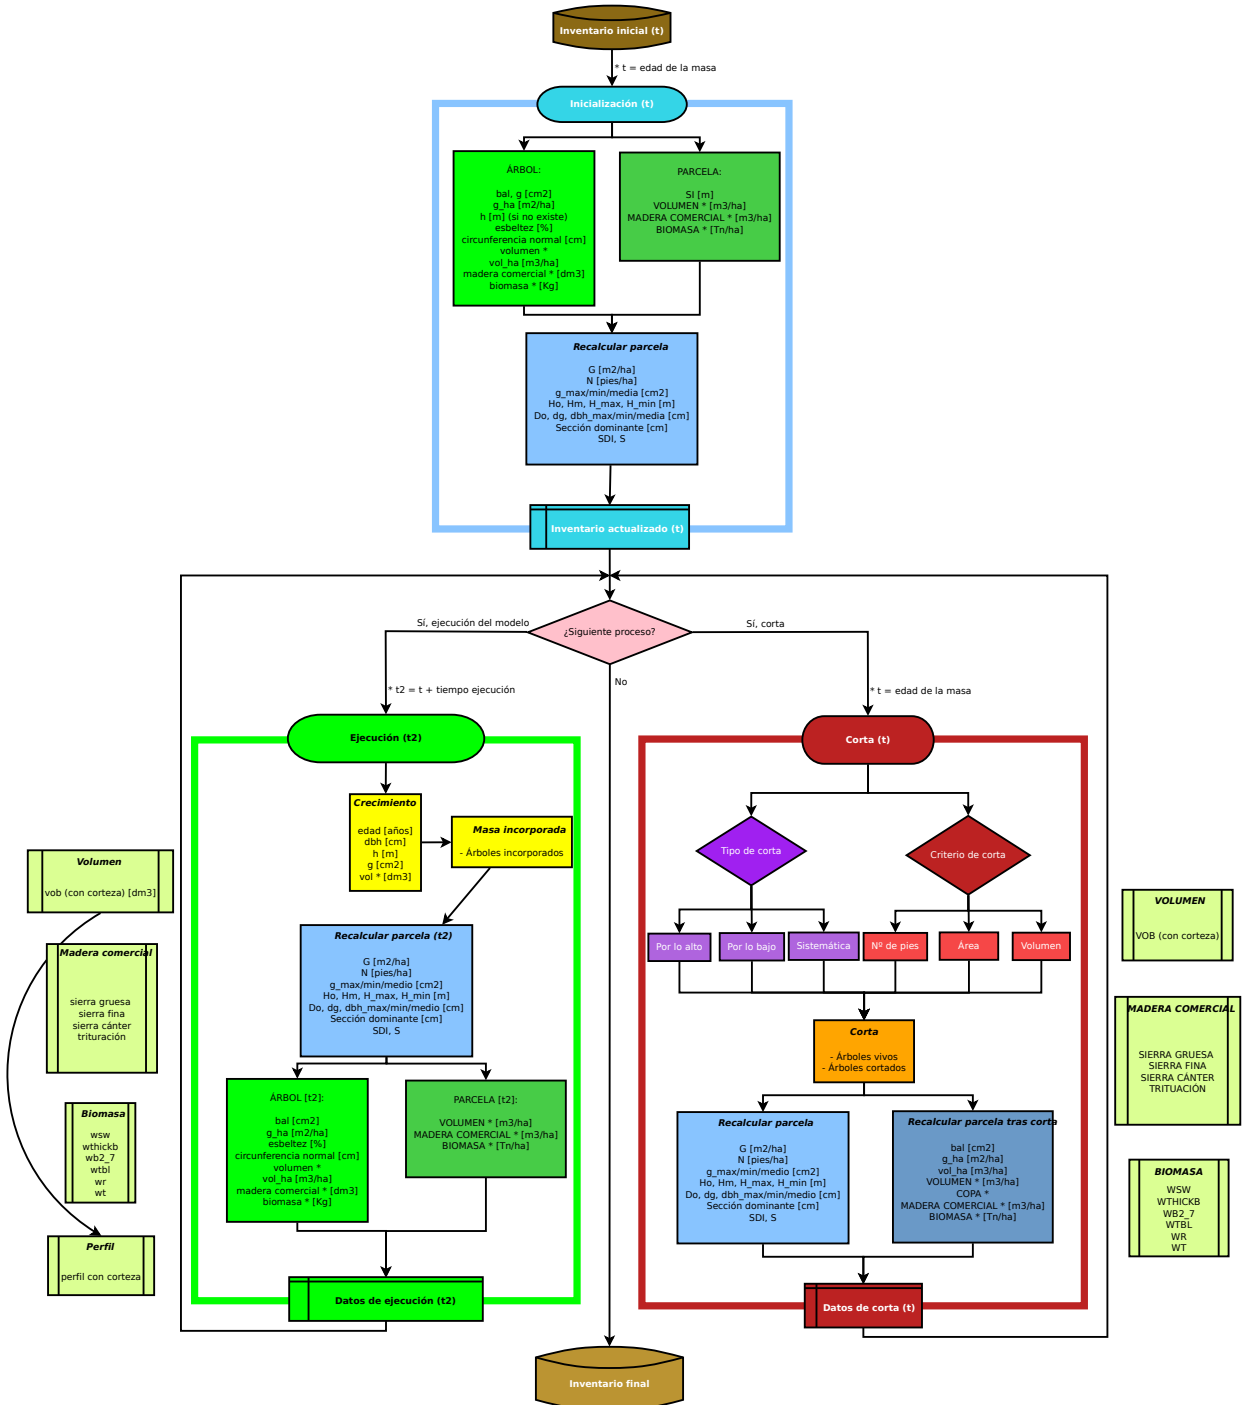 Inventario inicial (t)
* t = edad de la masa
Inicialización (t)
ÁRBOL:
bal, g [cm2]
g_ha [m2/ha]
h [m] (si no existe)
esbeltez [%]
circunferencia normal [cm]
volumen *
vol_ha [m3/ha]
madera comercial * [dm3]
biomasa * [Kg]
PARCELA:
SI [m]
VOLUMEN * [m3/ha]
MADERA COMERCIAL * [m3/ha]
BIOMASA * [Tn/ha]
Recalcular parcela
G [m2/ha]
N [pies/ha]
g_max/min/media [cm2]
Ho, Hm, H_max, H_min [m]
Do, dg, dbh_max/min/media [cm]
Sección dominante [cm]
SDI, S
Inventario actualizado (t)
¿Siguiente proceso?
Sí, ejecución del modelo
Sí, corta
No
* t2 = t + tiempo ejecución
* t = edad de la masa
Ejecución (t2)
Crecimiento
edad [años]
dbh [cm]
h [m]
g [cm2]
vol * [dm3]
Masa incorporada
- Árboles incorporados
Recalcular parcela (t2)
G [m2/ha]
N [pies/ha]
g_max/min/medio [cm2]
Ho, Hm, H_max, H_min [m]
Do, dg, dbh_max/min/medio [cm]
Sección dominante [cm]
SDI, S
ÁRBOL [t2]:
bal [cm2]
g_ha [m2/ha]
esbeltez [%]
circunferencia normal [cm]
volumen *
vol_ha [m3/ha]
madera comercial * [dm3]
biomasa * [Kg]
PARCELA [t2]:
VOLUMEN * [m3/ha]
MADERA COMERCIAL * [m3/ha]
BIOMASA * [Tn/ha]
Datos de ejecución (t2)
Corta (t)
Tipo de corta
Criterio de corta
Por lo alto
Por lo bajo
Sistemática
Nº de pies
Área
Volumen
Corta
- Árboles vivos
- Árboles cortados
Recalcular parcela
G [m2/ha]
N [pies/ha]
g_max/min/medio [cm2]
Ho, Hm, H_max, H_min [m]
Do, dg, dbh_max/min/medio [cm]
Sección dominante [cm]
SDI, S
Recalcular parcela tras corta
bal [cm2]
g_ha [m2/ha]
vol_ha [m3/ha]
VOLUMEN * [m3/ha]
COPA *
MADERA COMERCIAL * [m3/ha]
BIOMASA * [Tn/ha]
Datos de corta (t)
Inventario final
Volumen
vob (con corteza) [dm3]
Madera comercial
sierra gruesa
sierra fina
sierra cánter
trituración
Biomasa
wsw
wthickb
wb2_7
wtbl
wr
wt
Perfil
perfil con corteza
VOLUMEN
VOB (con corteza)
MADERA COMERCIAL
SIERRA GRUESA
SIERRA FINA
SIERRA CÁNTER
TRITUACIÓN
BIOMASA
WSW
WTHICKB
WB2_7
WTBL
WR
WT